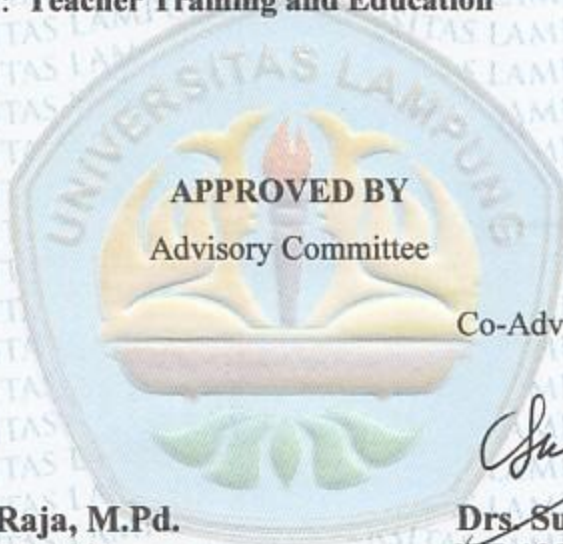 : Teacher Training and Education
UNIVERSITAS LAMPUNG
APPROVED BY
Advisory Committee
Co-Adv
Raja, M.Pd.
Drs. Su